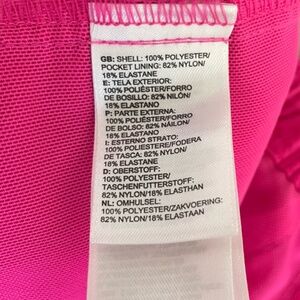 GB: SHELL: 100% POLYESTER/
POCKET LINING: 82% NYLON/
18% ELASTANE
E: TELA EXTERIOR:
100% POLIÉSTER/FORRO
DE BOSILLO: 82% NILÓN/
18% ELASTANO
P: PARTE EXTERNA:
100% POLIÉSTER/FORRO
DE BOLSO: 82% NÁILON/
18% ELASTANO
I: ESTERNO STRATO:
100% POLIESTERE/FODERA
DE TASCA: 82% NYLON/
18% ELASTANE
D: OBERSTOFF:
100% POLYESTER/
TASCHENFUTTERSTOFF:
82% NYLON/18% ELASTHAN
NL: OMHULSEL:
100% POLYESTER/ZAKVOERING:
82% NYLON/18% ELASTAAN